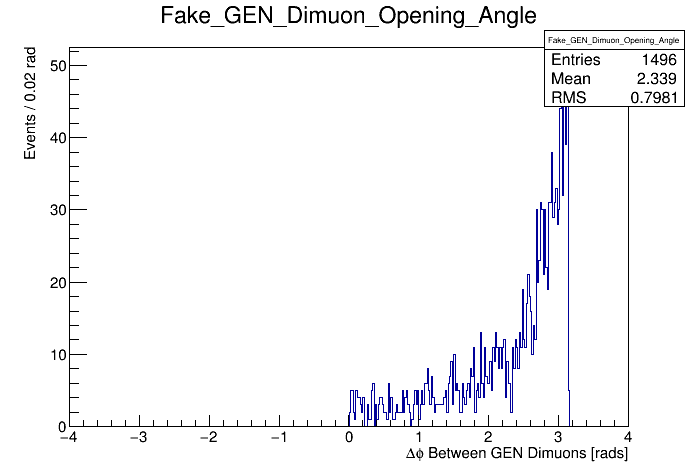 Fake_GEN_Dimuon_Opening_Angle
Fake_GEN_Dimuon_Opening_Angle
Entries 1496
Mean 2.339
RMS 0.7981
Events / 0.02 rad
50
40
30
20
10
0
−4 −3 −2 −1 0 1 2 3 4
Δϕ Between GEN Dimuons [rads]